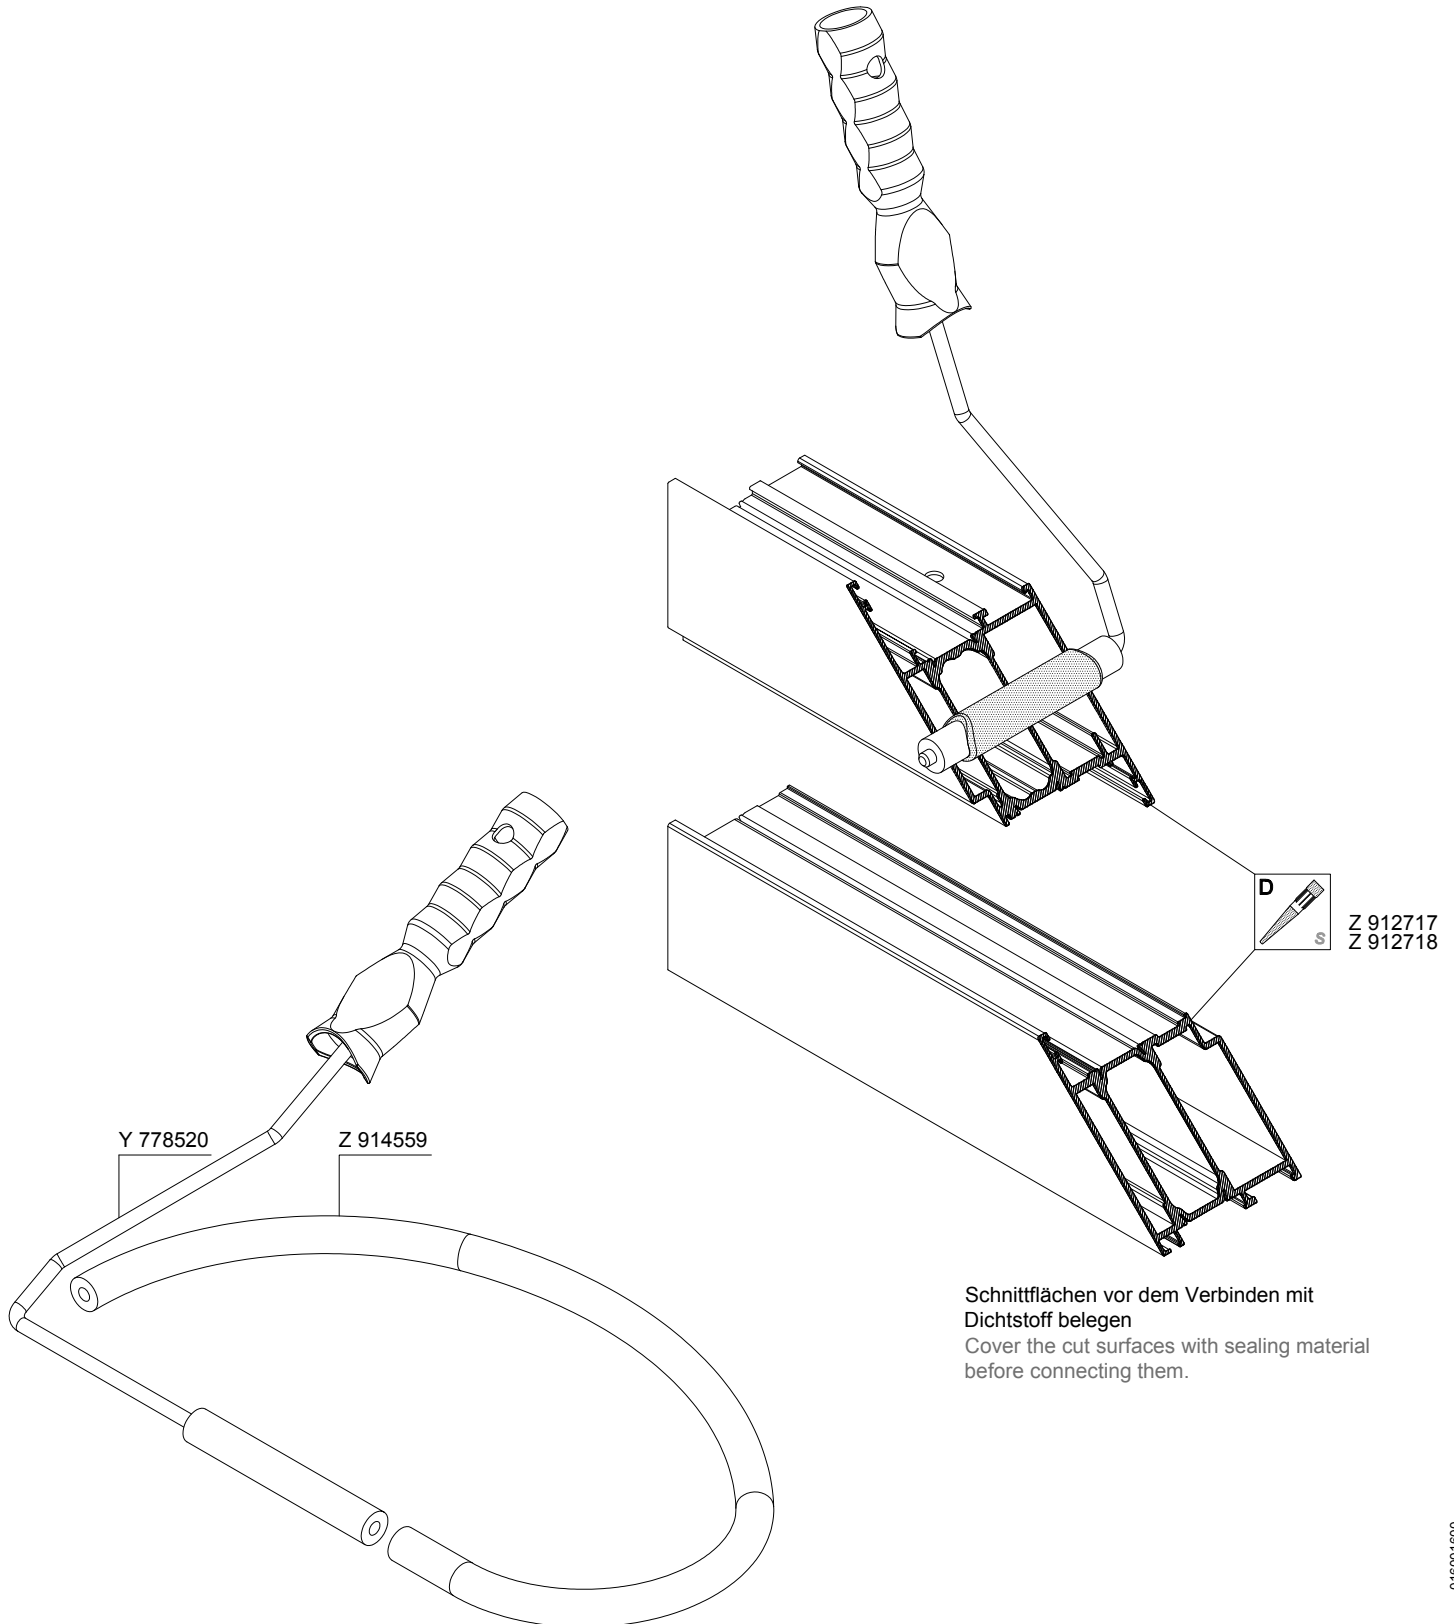 D
S
Z 912717
Z 912718
Y 778520
Z 914559
Schnittflächen vor dem Verbinden mit
Dichtstoff belegen
Cover the cut surfaces with sealing material
before connecting them.